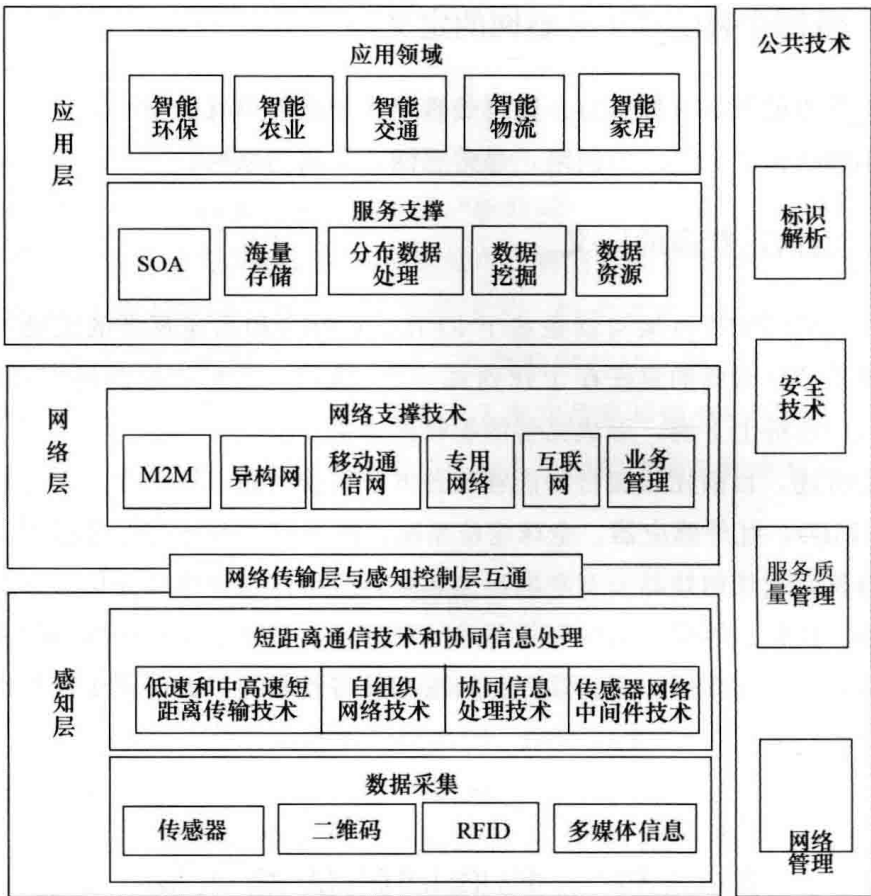 应用层
应用领域
智能
环保
智能
农业
智能
交通
智能
物流
智能
家居
服务支撑
SOA
海量
存储
分布数据
处理
数据
挖掘
数据
资源
网络层
网络支撑技术
M2M
异构网
移动通
信网
专用
网络
互联
网
业务
管理
网络传输层与感知控制层互通
感知层
短距离通信技术和协同信息处理
低速和中高速短
距离传输技术
自组织
网络技术
协同信息
处理技术
传感器网络
中间件技术
数据采集
传感器
二维码
RFID
多媒体信息
公共技术
标识
解析
安全
技术
服务质
量管理
网络
管理